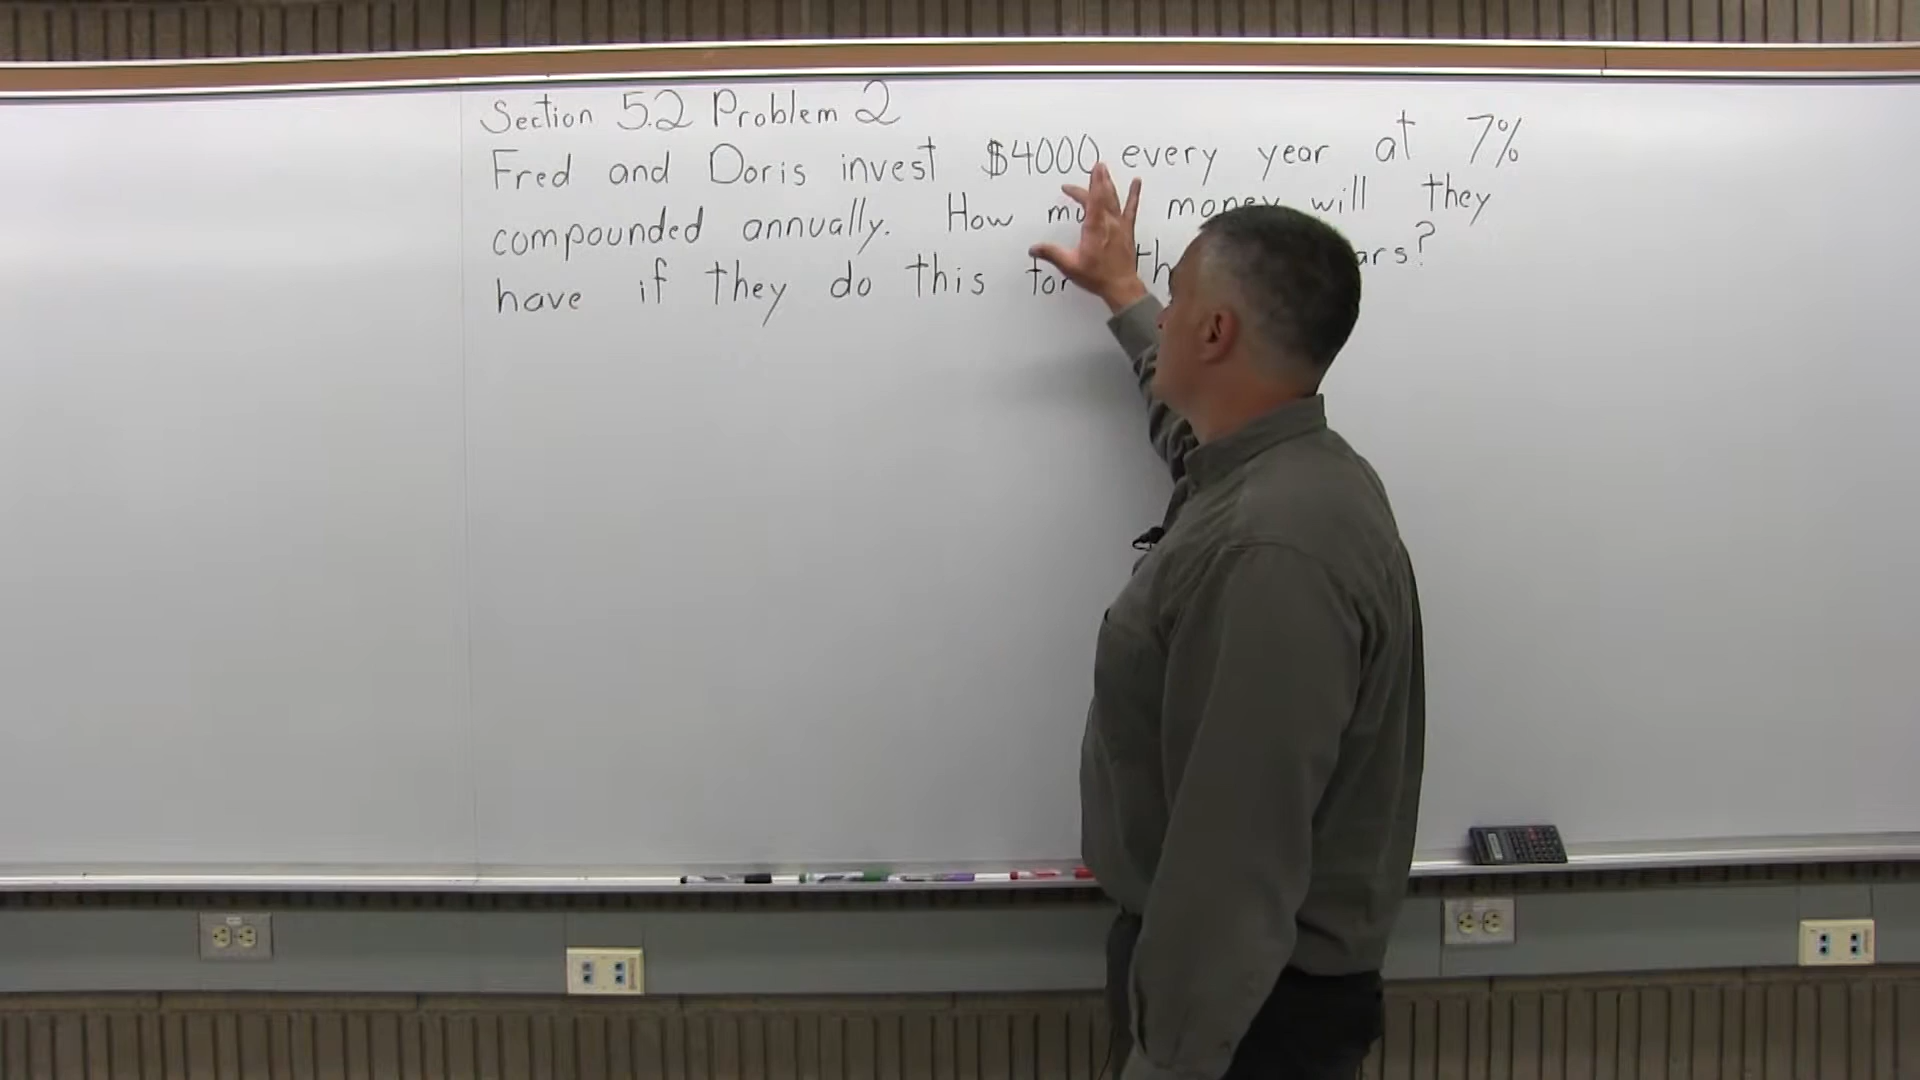 Section 5.2 Problem 2
Fred and Doris invest $4000 every year at 7%
compounded annually. How money will they
have if they do this for